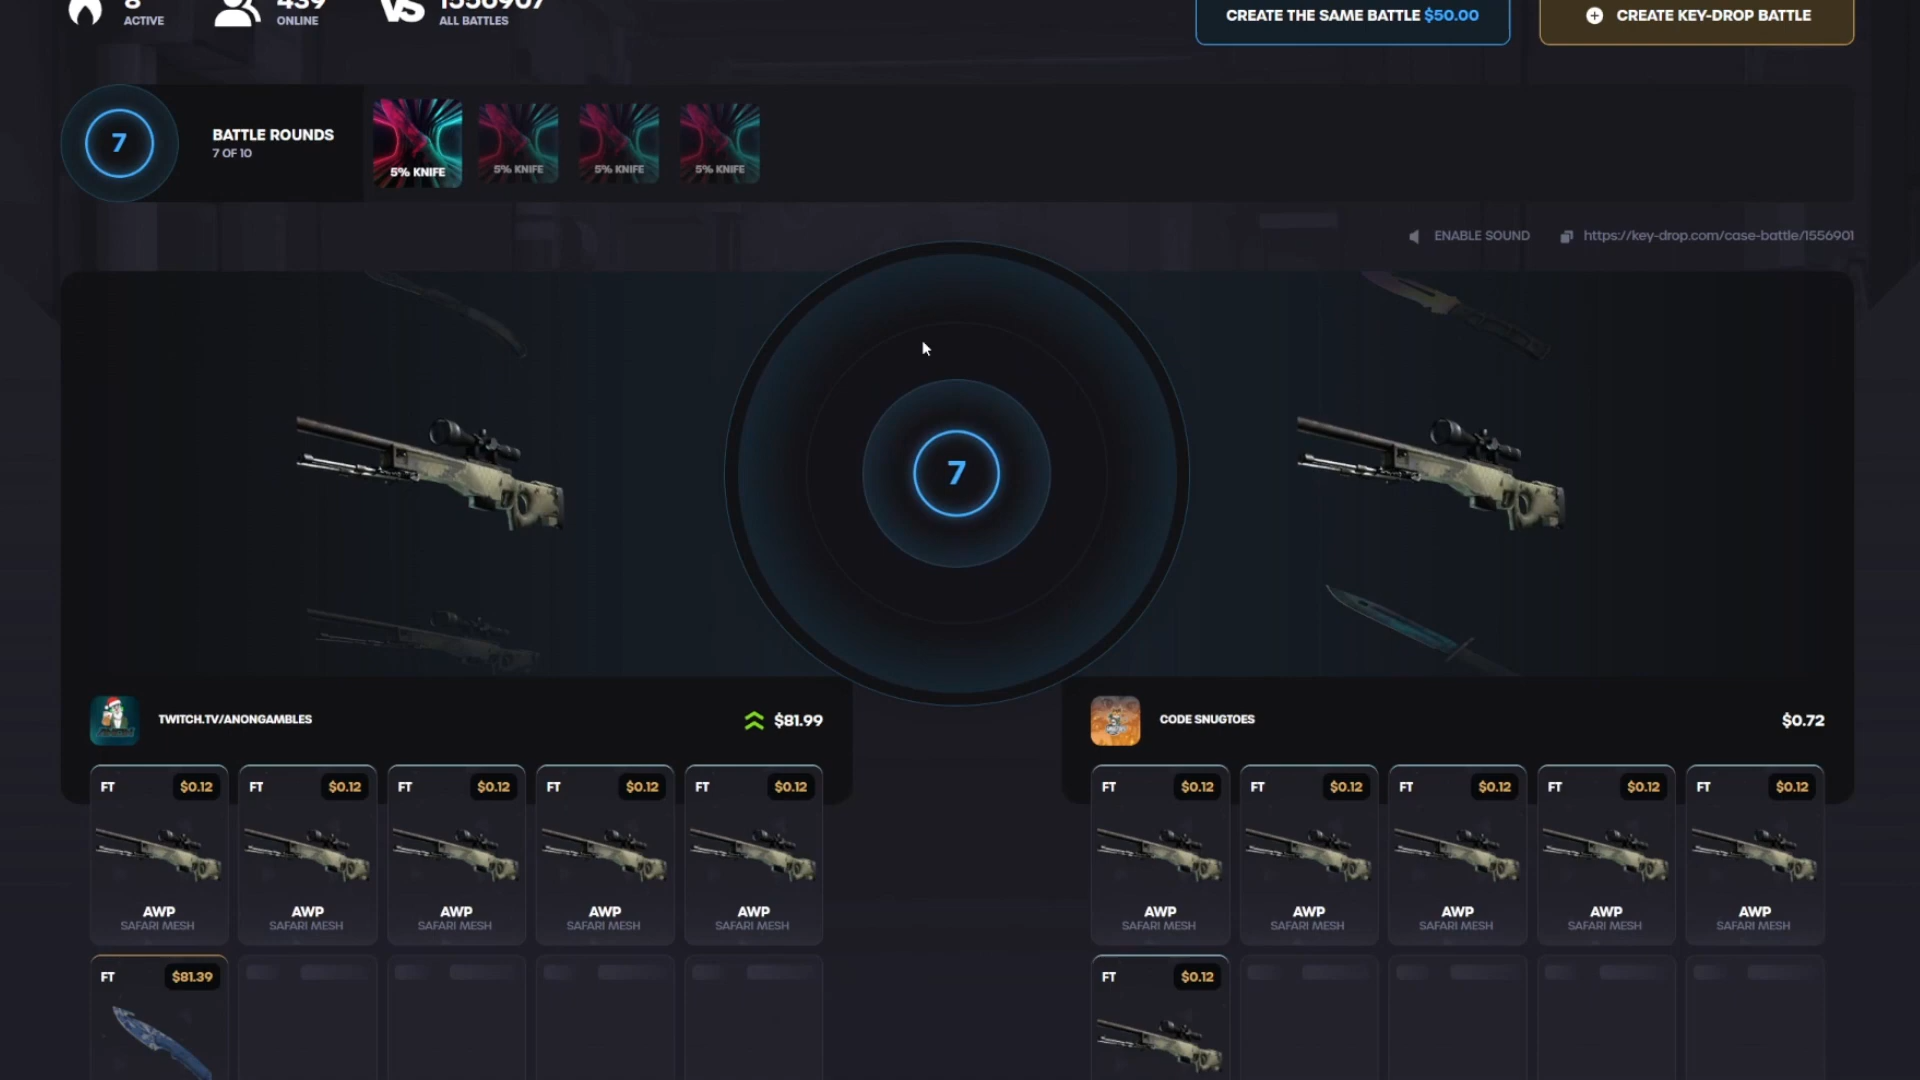 8
ACTIVE
439
ONLINE
VS
1556907
ALL BATTLES
CREATE THE SAME BATTLE $50.00
CREATE KEY-DROP BATTLE
7
BATTLE ROUNDS
7 OF 10
5% KNIFE
5% KNIFE
5% KNIFE
5% KNIFE
ENABLE SOUND
https://key-drop.com/case-battle/1556901
7
TWITCH.TV/ANONGAMBLES
$81.99
CODE SNUGTOES
$0.72
FT $0.12
FT $0.12
FT $0.12
FT $0.12
FT $0.12
FT $0.12
FT $0.12
FT $0.12
FT $0.12
FT $0.12
AWP
SAFARI MESH
AWP
SAFARI MESH
AWP
SAFARI MESH
AWP
SAFARI MESH
AWP
SAFARI MESH
AWP
SAFARI MESH
AWP
SAFARI MESH
AWP
SAFARI MESH
AWP
SAFARI MESH
AWP
SAFARI MESH
FT $81.39
FT $0.12